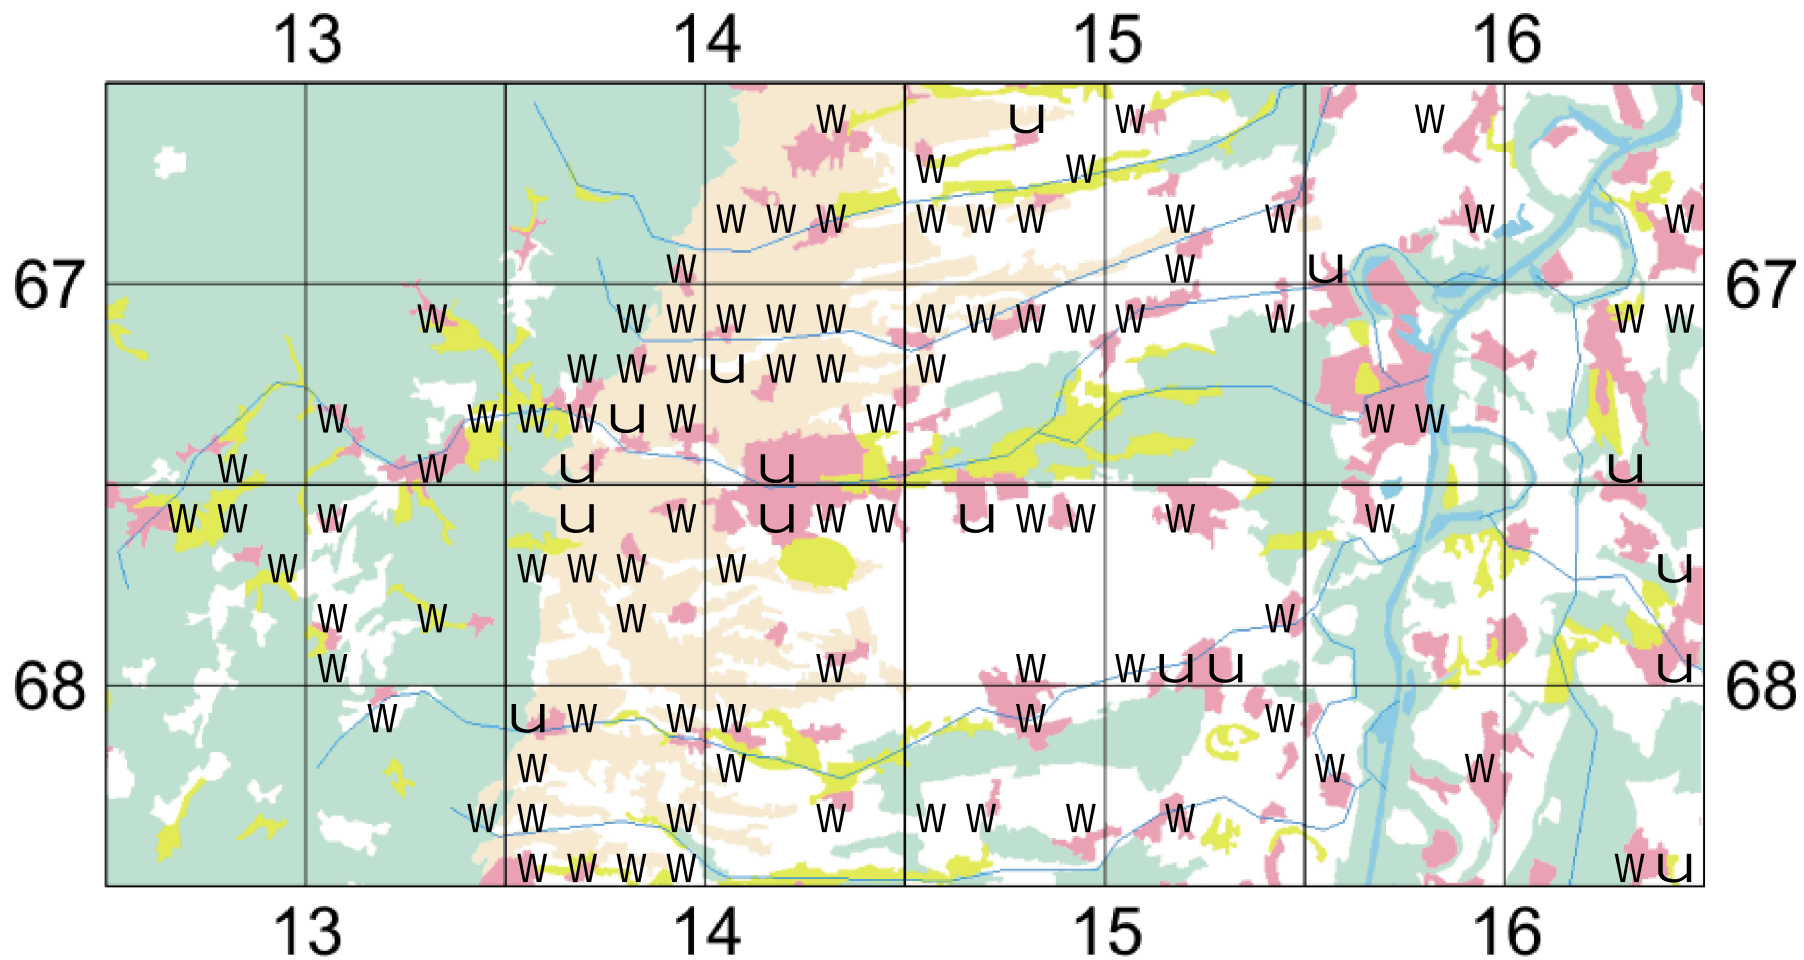 13 14 15 16
W u W W
W W
W W W W W W W W W W
67 W W u 67
W W W W W W W W W W W W W W
W W W u W W W
W W W W u W W W W
W W u u u
W W W u W u W W u W W W W
W W W W W u
W W W W
W W W W u u u
68 68
W u W W W W W
W W W W
W W W W W W W W
W W W W W u
13 14 15 16